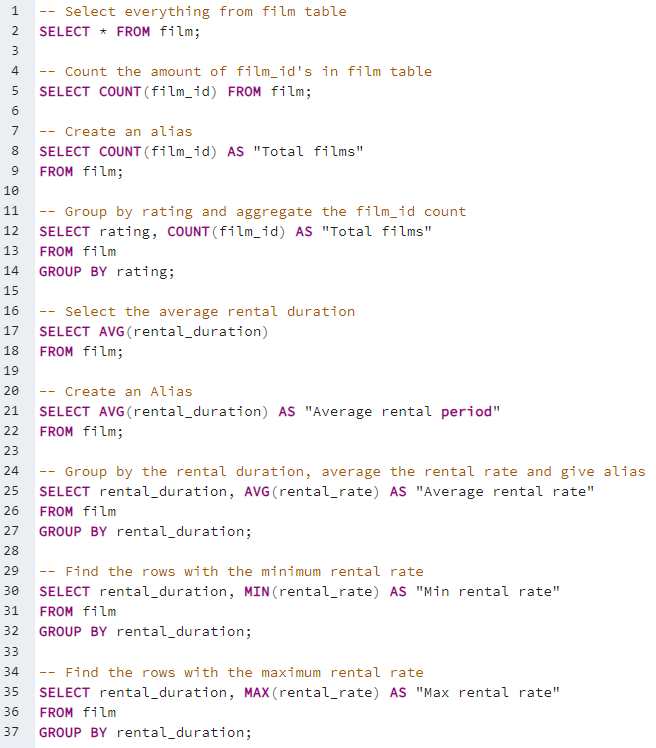 1 -- Select everything from film table
2 SELECT * FROM film;
3
4 -- Count the amount of film_id's in film table
5 SELECT COUNT(film_id) FROM film;
6
7 -- Create an alias
8 SELECT COUNT(film_id) AS "Total films"
9 FROM film;
10
11 -- Group by rating and aggregate the film_id count
12 SELECT rating, COUNT(film_id) AS "Total films"
13 FROM film
14 GROUP BY rating;
15
16 -- Select the average rental duration
17 SELECT AVG(rental_duration)
18 FROM film;
19
20 -- Create an Alias
21 SELECT AVG(rental_duration) AS "Average rental period"
22 FROM film;
23
24 -- Group by the rental duration, average the rental rate and give alias
25 SELECT rental_duration, AVG(rental_rate) AS "Average rental rate"
26 FROM film
27 GROUP BY rental_duration;
28
29 -- Find the rows with the minimum rental rate
30 SELECT rental_duration, MIN(rental_rate) AS "Min rental rate"
31 FROM film
32 GROUP BY rental_duration;
33
34 -- Find the rows with the maximum rental rate
35 SELECT rental_duration, MAX(rental_rate) AS "Max rental rate"
36 FROM film
37 GROUP BY rental_duration;